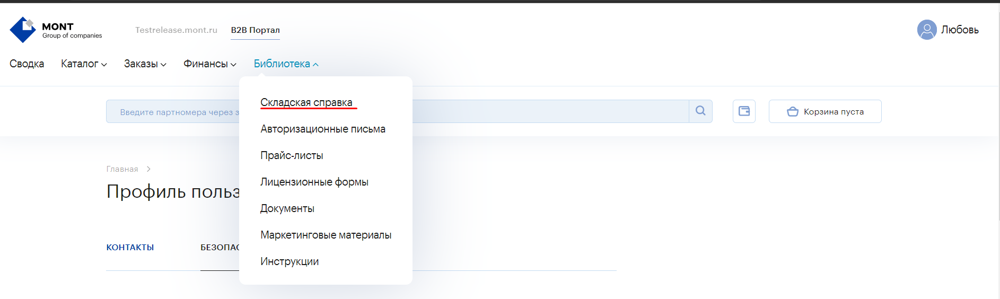 MONT
Group of companies
Testrelease.mont.ru
B2B Портал
Любовь
Сводка
Каталог
Заказы
Финансы
Библиотека
Складская справка
Авторизационные письма
Прайс-листы
Лицензионные формы
Документы
Маркетинговые материалы
Инструкции
Введите партномера через з
Корзина пуста
Главная
Профиль польз
КОНТАКТЫ
БЕЗОПАС